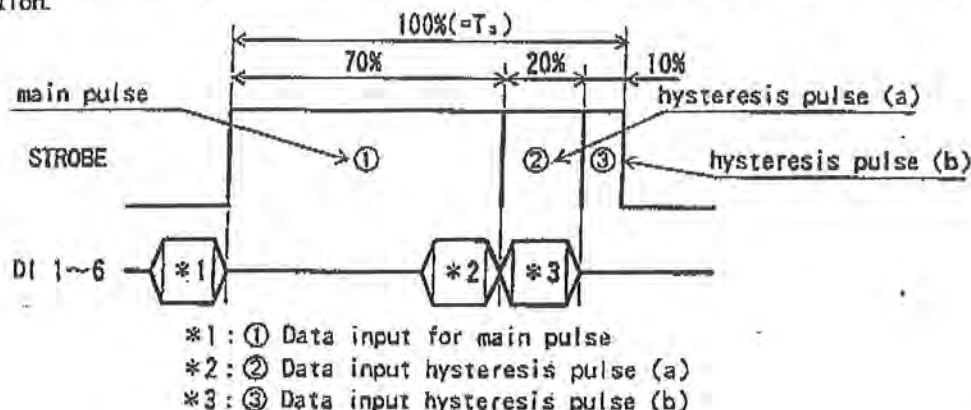 tion.
100%(=T₃)
70% 20% 10%
main pulse
hysteresis pulse (a)
STROBE ① ② ③
hysteresis pulse (b)
DI 1~6 *1 *2 *3
*1 : ① Data input for main pulse
*2 : ② Data input hysteresis pulse (a)
*3 : ③ Data input hysteresis pulse (b)